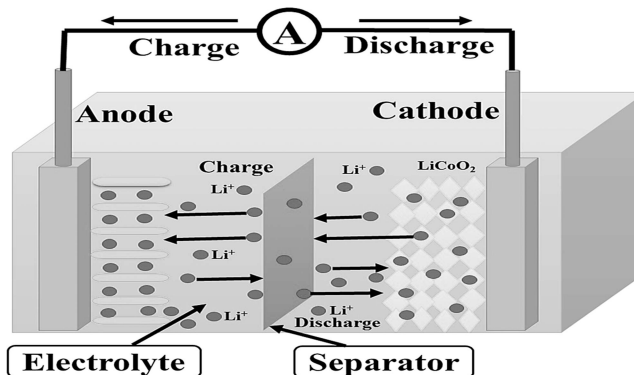 A
Charge
Discharge
Anode
Cathode
Charge
Li⁺
LiCoO₂
Li⁺
Li⁺
Li⁺
Li⁺
Discharge
Electrolyte
Separator